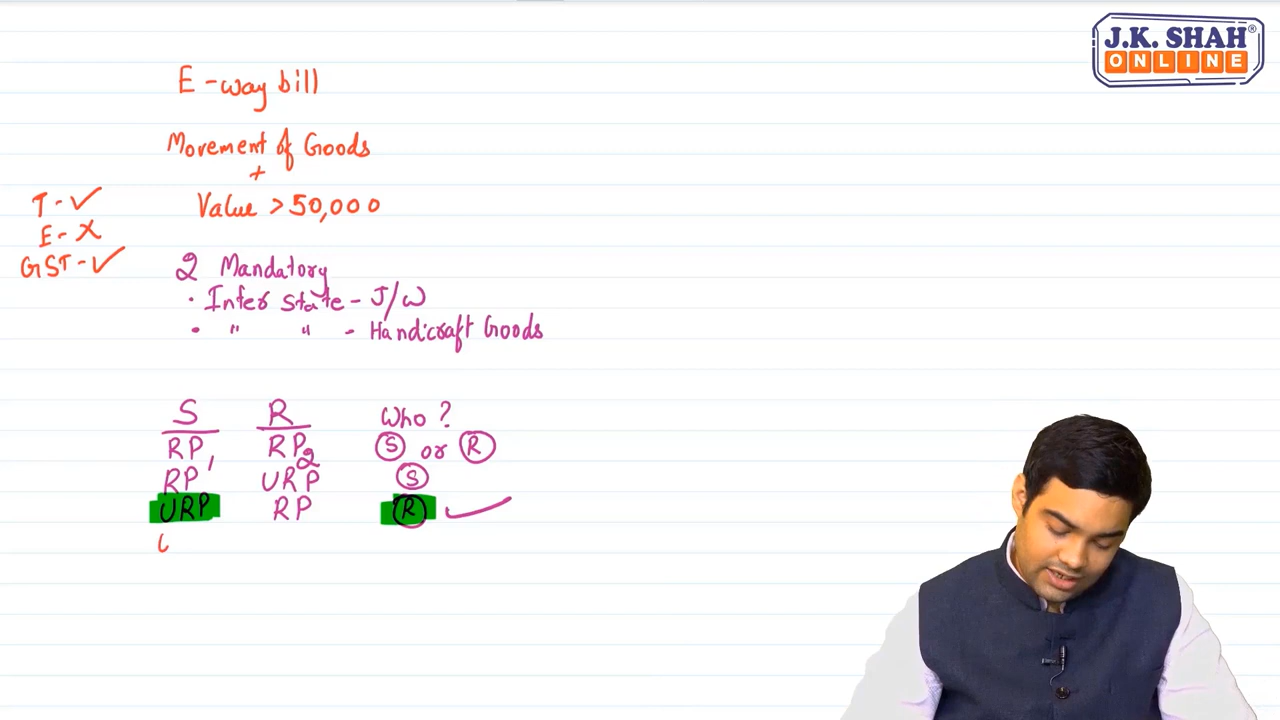 J.K. SHAH®
ONLINE
E-way bill
Movement of Goods
+
Value > 50,000
T - ✓
E - X
GST - ✓
2 Mandatory
• Inter state - J/W
• " " - Handicraft Goods
S R Who ?
RP1 RP2 S or R
RP URP S
URP RP R ✓